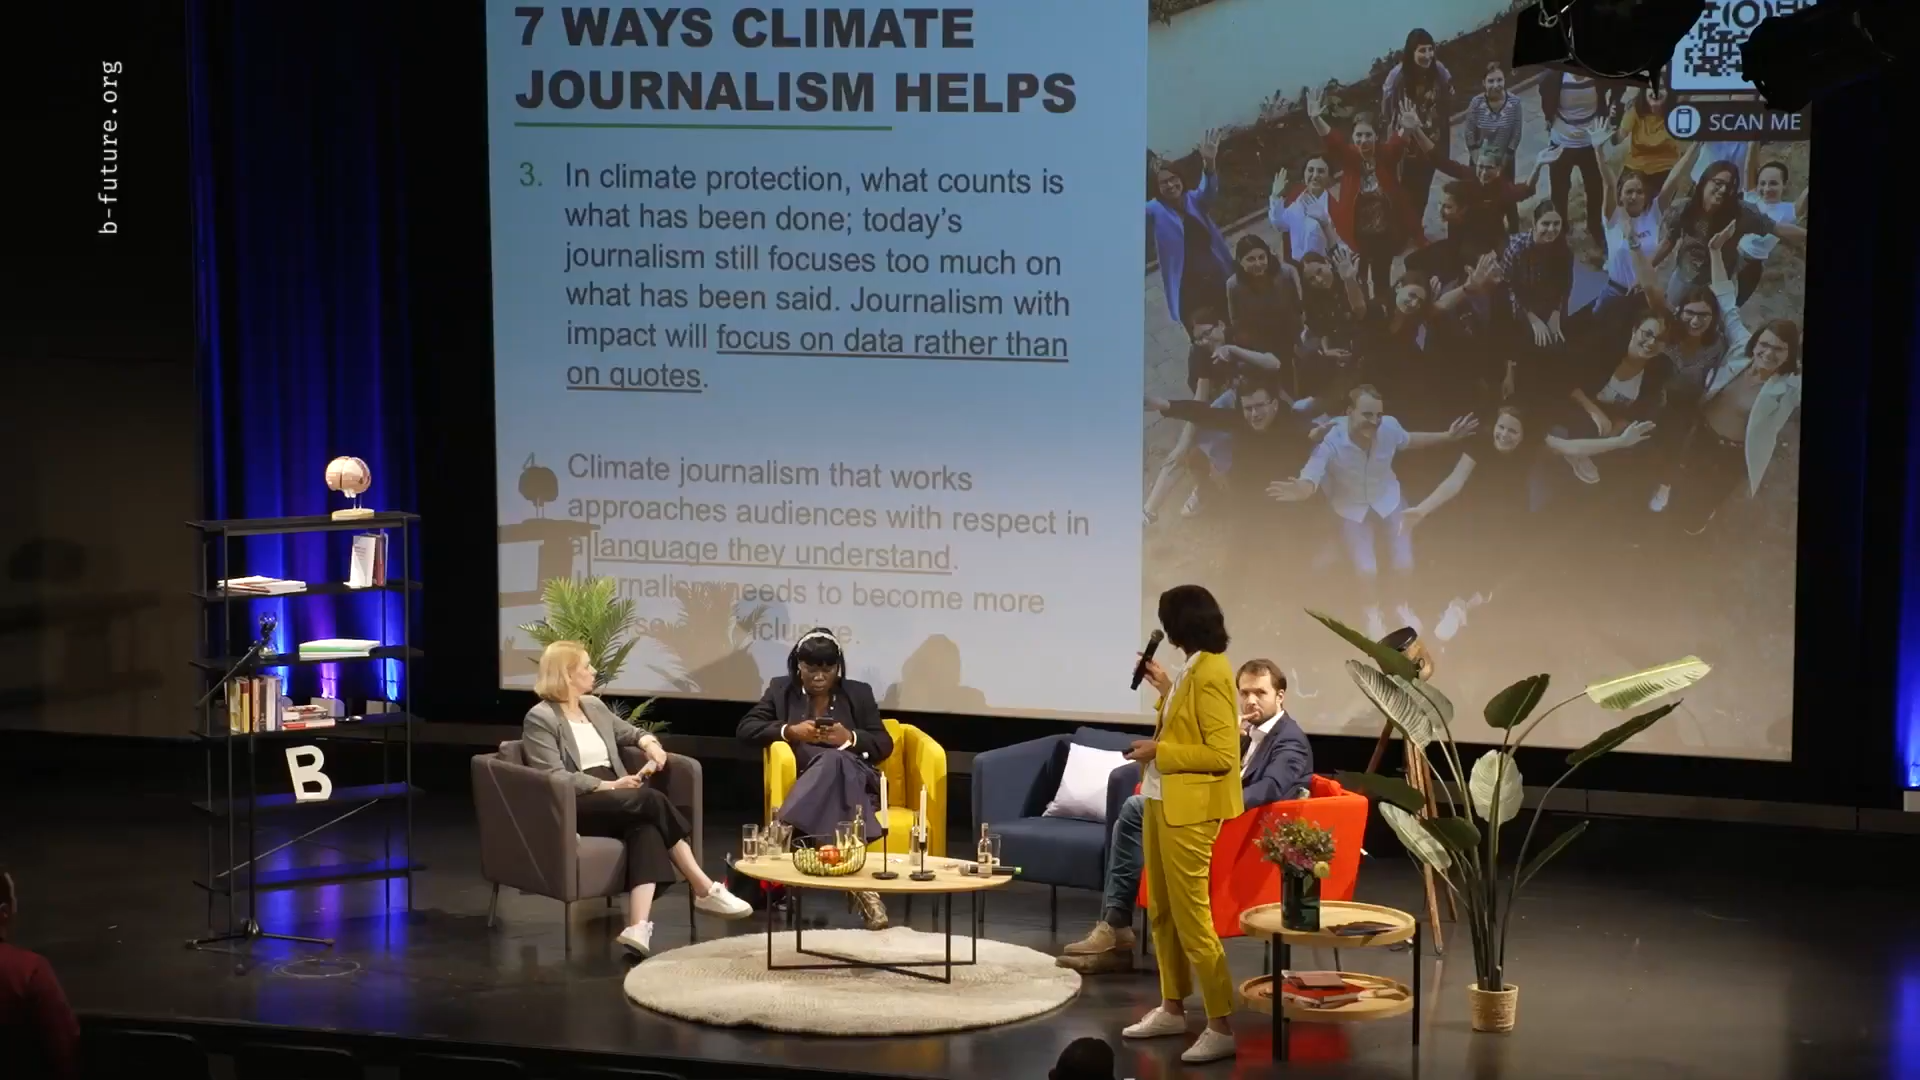 b-future.org
7 WAYS CLIMATE
JOURNALISM HELPS
3. In climate protection, what counts is
what has been done; today's
journalism still focuses too much on
what has been said. Journalism with
impact will focus on data rather than
on quotes.
4. Climate journalism that works
approaches audiences with respect in
a language they understand.
needs to become more
SCAN ME
B